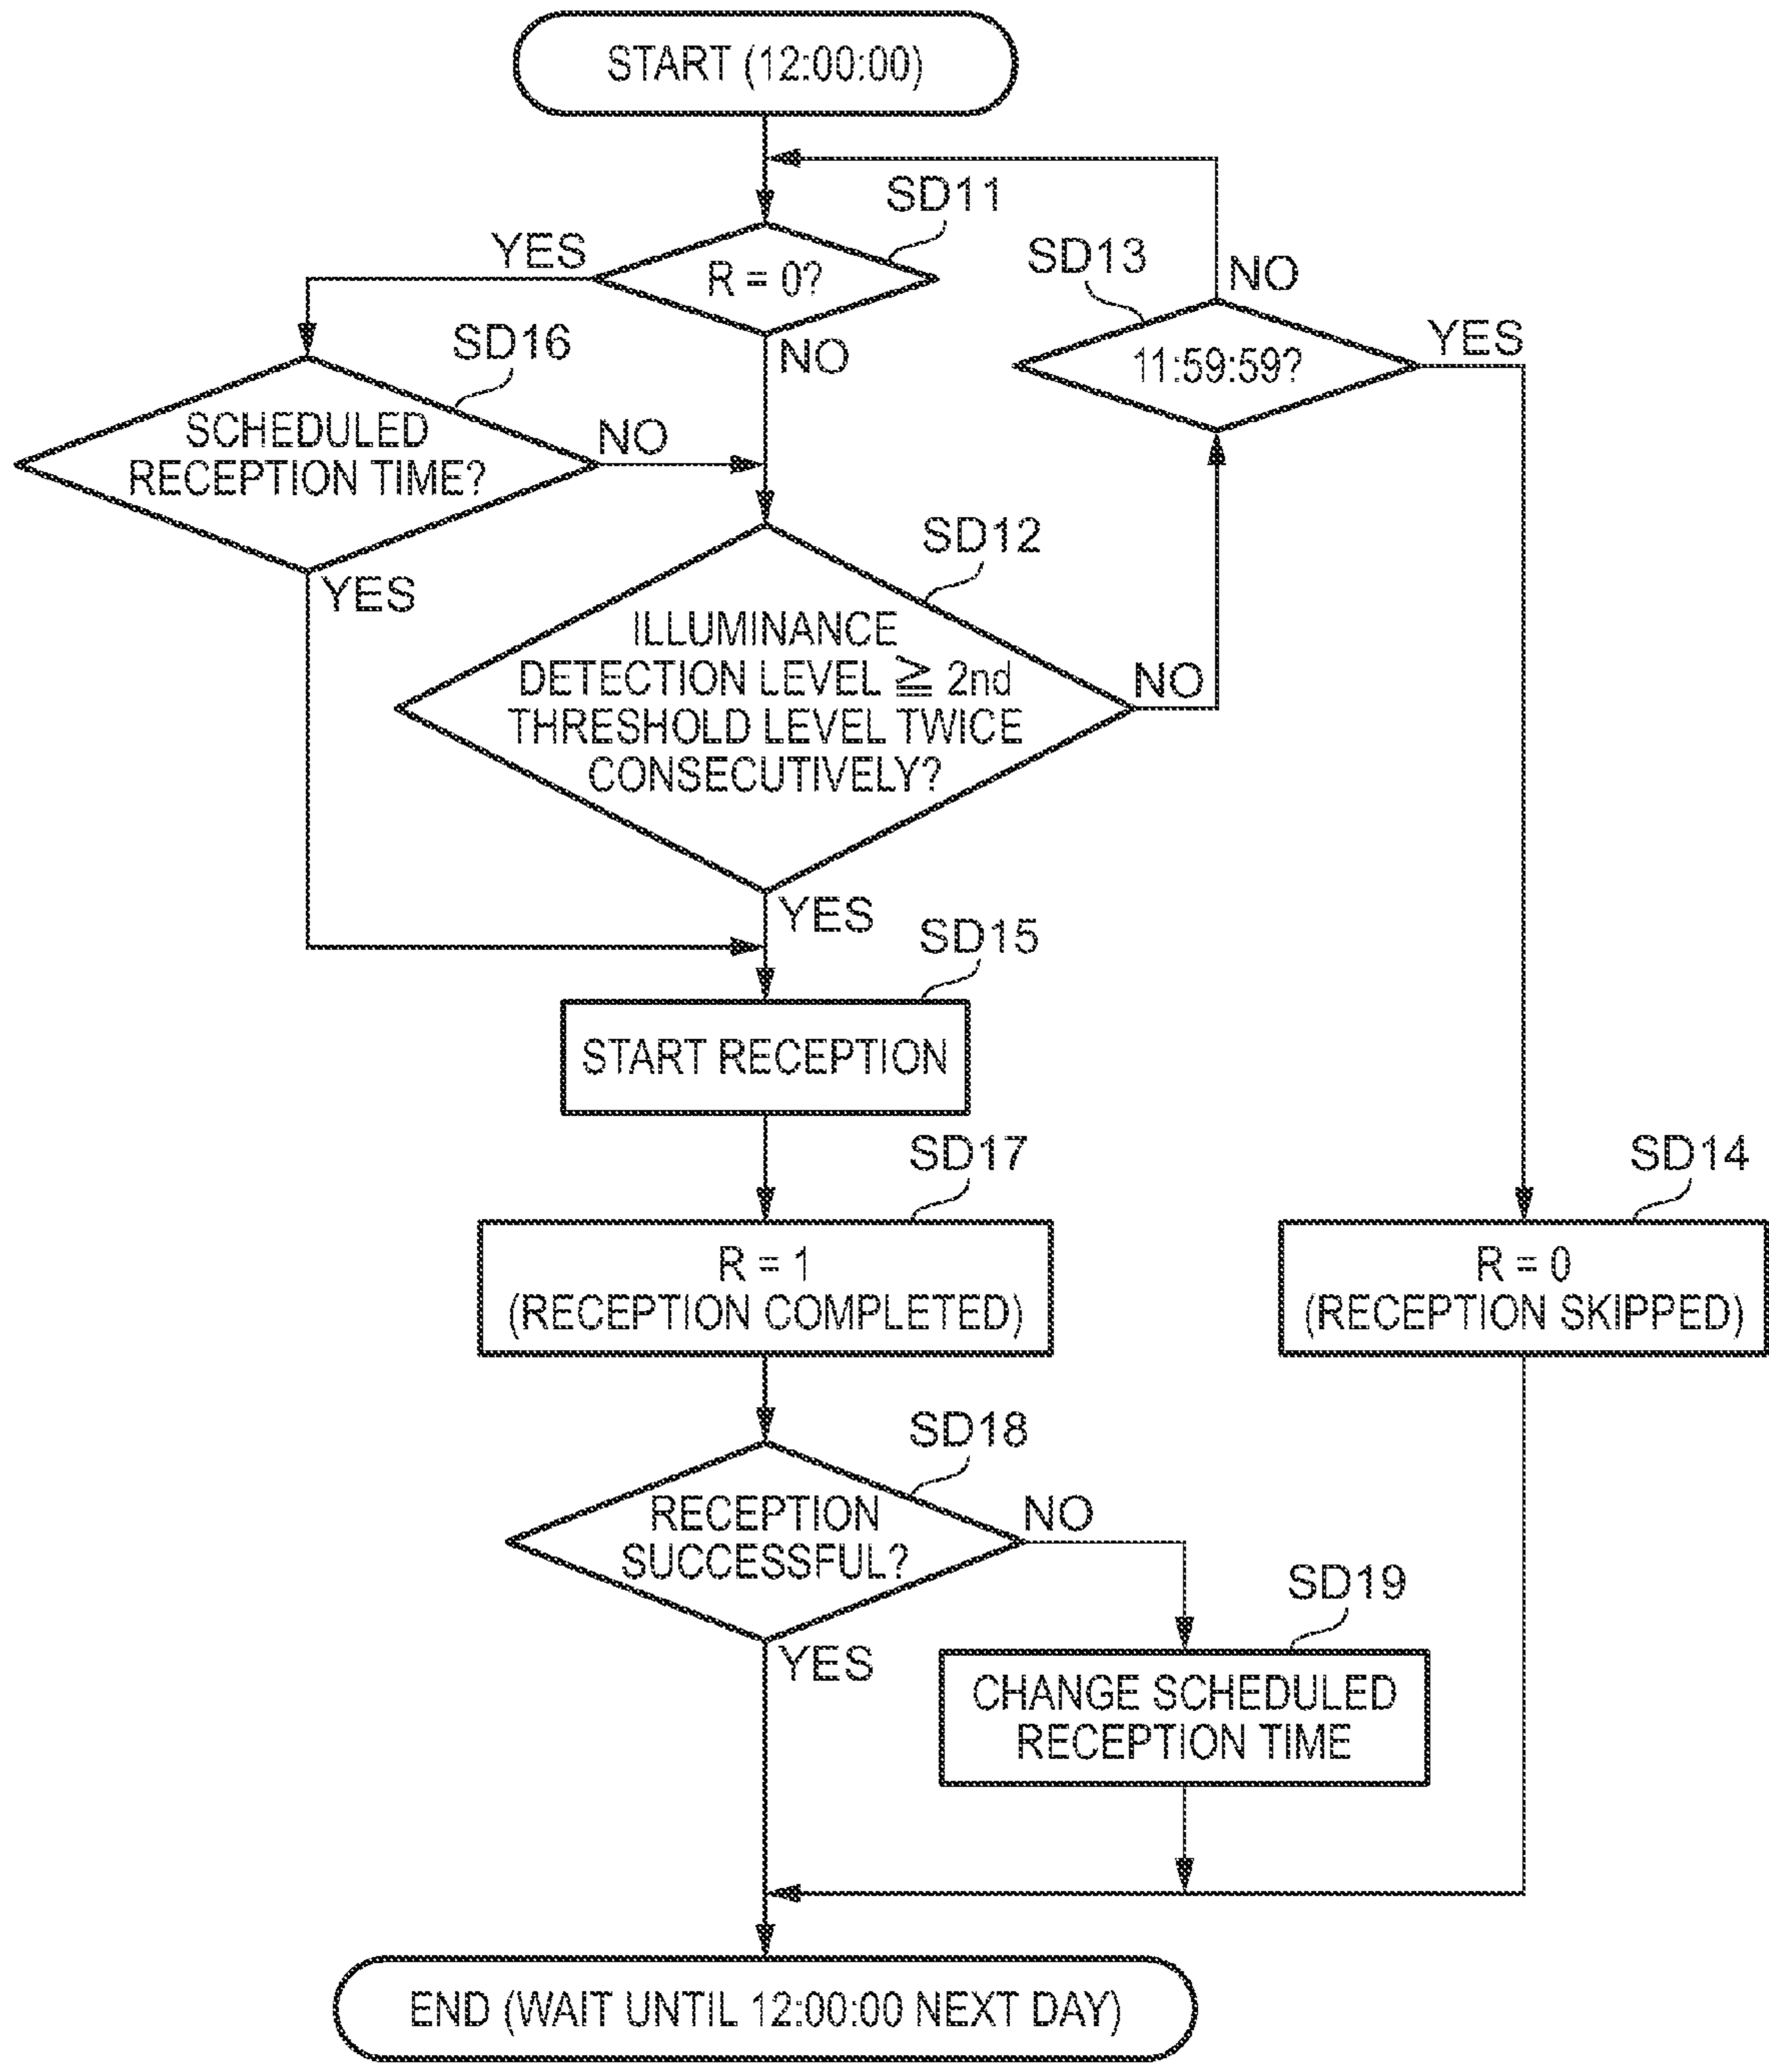 START (12:00:00)
SD11
YES
R = 0?
NO
SD13
NO
11:59:59?
YES
SD16
SCHEDULED
RECEPTION TIME?
NO
YES
SD12
ILLUMINANCE
DETECTION LEVEL ≧ 2nd
THRESHOLD LEVEL TWICE
CONSECUTIVELY?
NO
YES
SD15
START RECEPTION
SD17
R = 1
(RECEPTION COMPLETED)
SD14
R = 0
(RECEPTION SKIPPED)
SD18
RECEPTION
SUCCESSFUL?
NO
YES
SD19
CHANGE SCHEDULED
RECEPTION TIME
END (WAIT UNTIL 12:00:00 NEXT DAY)